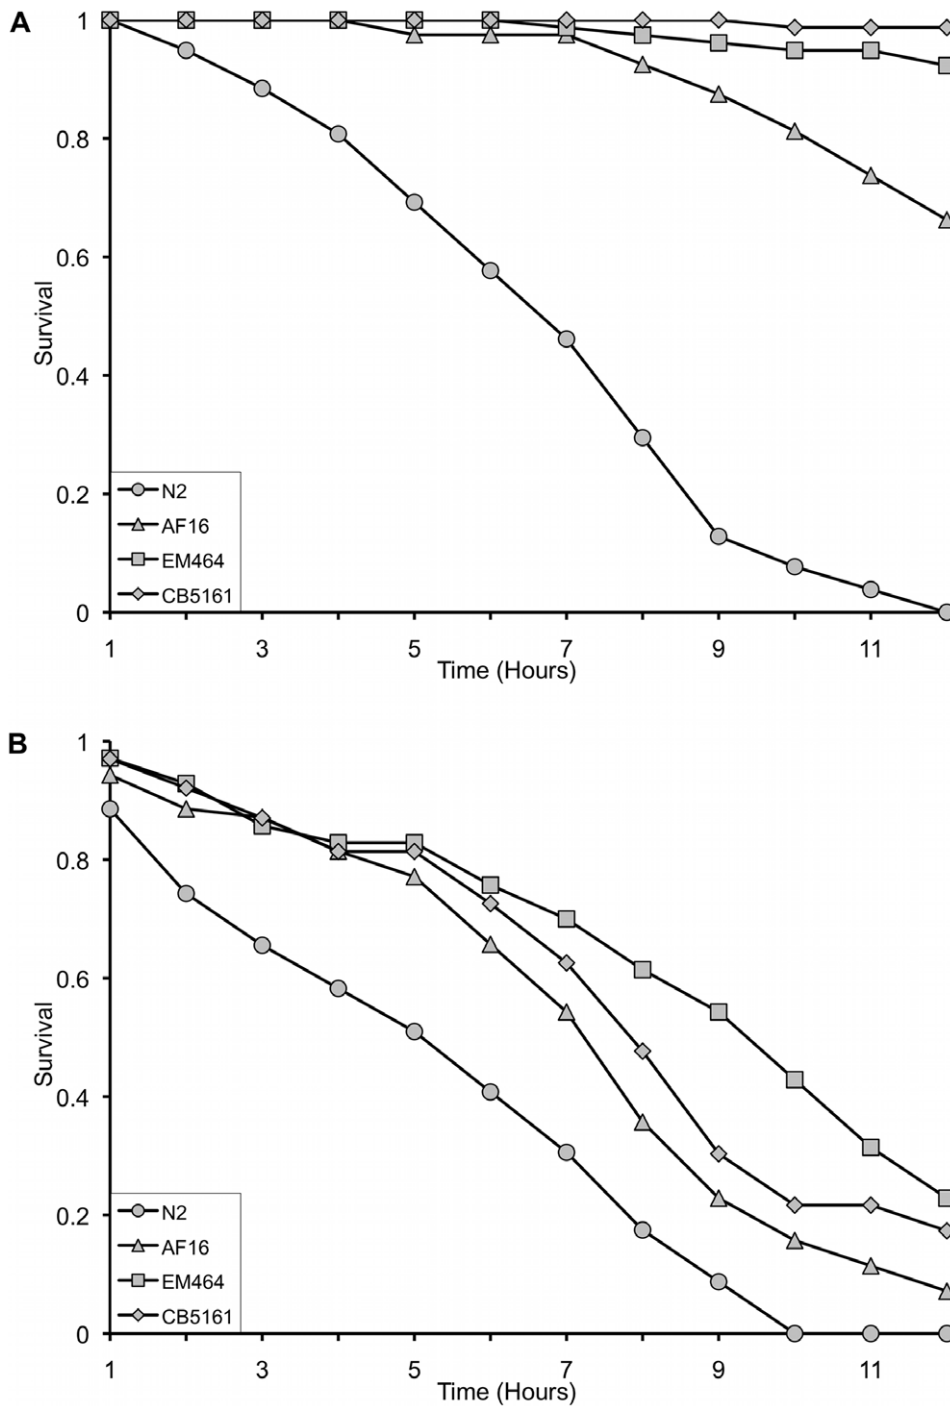 A
1
0.8
0.6
0.4
0.2
0
Survival
N2
AF16
EM464
CB5161
1 3 5 7 9 11
Time (Hours)
B
1
0.8
0.6
0.4
0.2
0
Survival
N2
AF16
EM464
CB5161
1 3 5 7 9 11
Time (Hours)